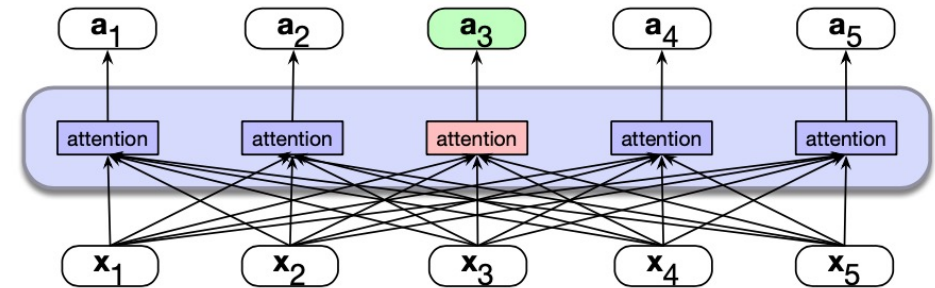 a1 a2 a3 a4 a5
attention attention attention attention attention
x1 x2 x3 x4 x5